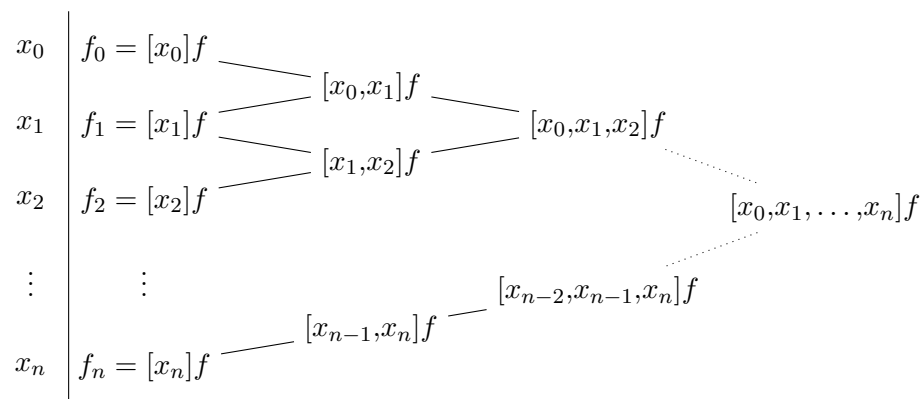 x_0 f_0 = [x_0]f
[x_0,x_1]f
x_1 f_1 = [x_1]f [x_0,x_1,x_2]f
[x_1,x_2]f
x_2 f_2 = [x_2]f
[x_0,x_1,…,x_n]f
⋮ ⋮
[x_{n−2},x_{n−1},x_n]f
[x_{n−1},x_n]f
x_n f_n = [x_n]f